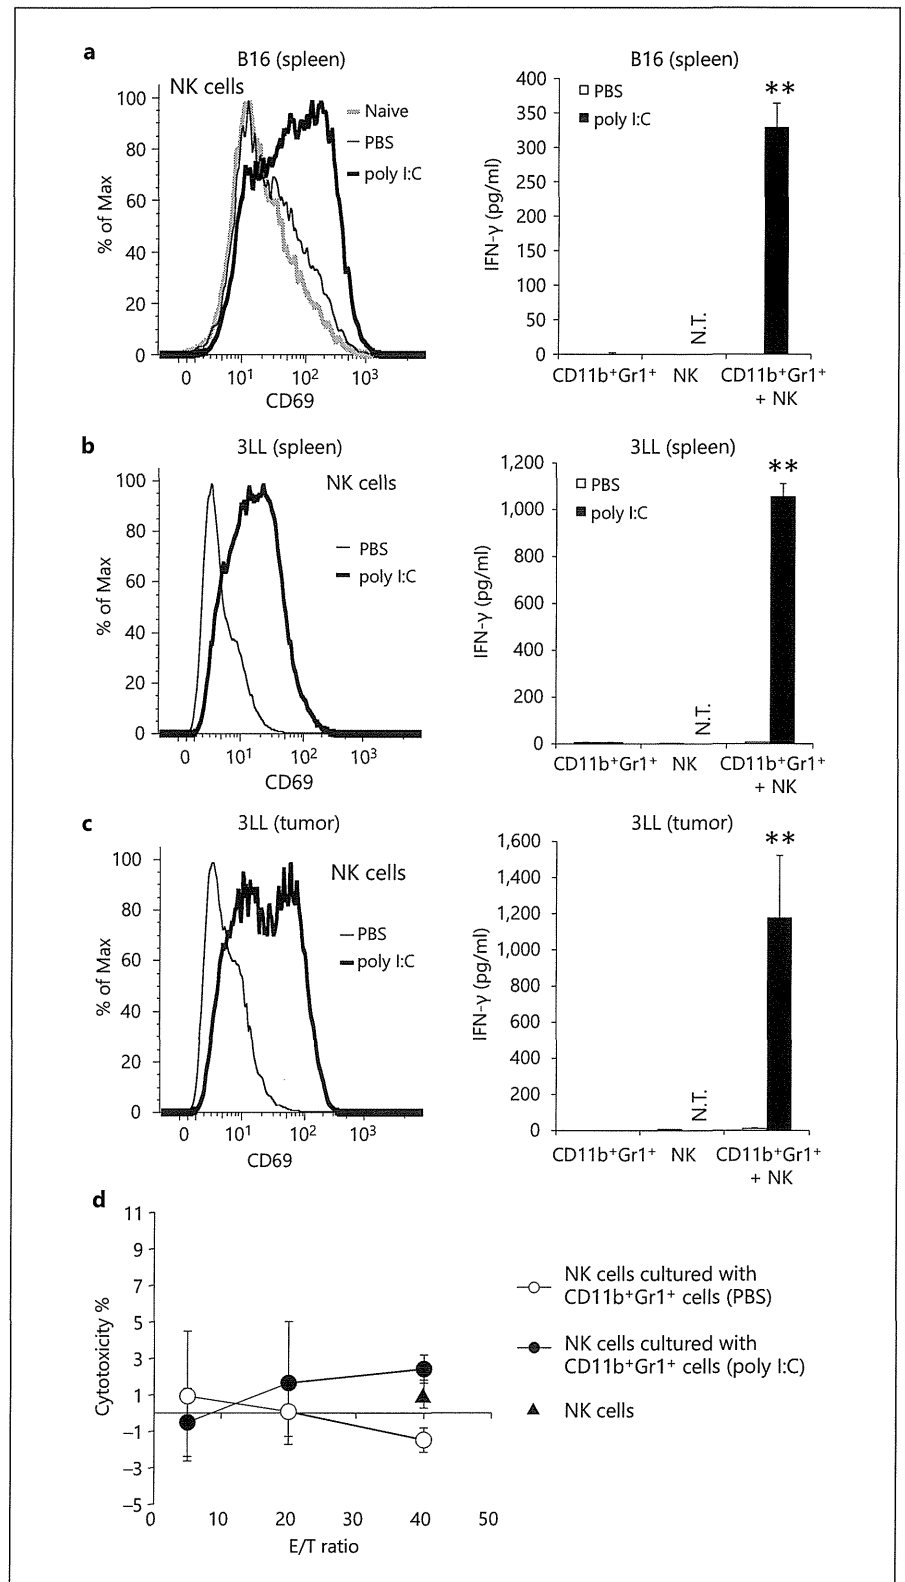 a
B16 (spleen)
NK cells
% of Max
100
80
60
40
20
0
Naive
PBS
poly I:C
0
10¹
10²
10³
CD69
B16 (spleen)
IFN-γ (pg/ml)
400
350
300
250
200
150
100
50
0
PBS
poly I:C
**
N.T.
CD11b⁺Gr1⁺
NK
CD11b⁺Gr1⁺
+ NK
b
3LL (spleen)
NK cells
% of Max
100
80
60
40
20
0
PBS
poly I:C
0
10¹
10²
10³
CD69
3LL (spleen)
IFN-γ (pg/ml)
1,200
1,000
800
600
400
200
0
PBS
poly I:C
**
N.T.
CD11b⁺Gr1⁺
NK
CD11b⁺Gr1⁺
+ NK
c
3LL (tumor)
NK cells
% of Max
100
80
60
40
20
0
PBS
poly I:C
0
10¹
10²
10³
CD69
3LL (tumor)
IFN-γ (pg/ml)
1,600
1,400
1,200
1,000
800
600
400
200
0
**
N.T.
CD11b⁺Gr1⁺
NK
CD11b⁺Gr1⁺
+ NK
d
Cytotoxicity %
11
9
7
5
3
1
−1
−3
−5
0
10
20
30
40
50
E/T ratio
NK cells cultured with
CD11b⁺Gr1⁺ cells (PBS)
NK cells cultured with
CD11b⁺Gr1⁺ cells (poly I:C)
NK cells